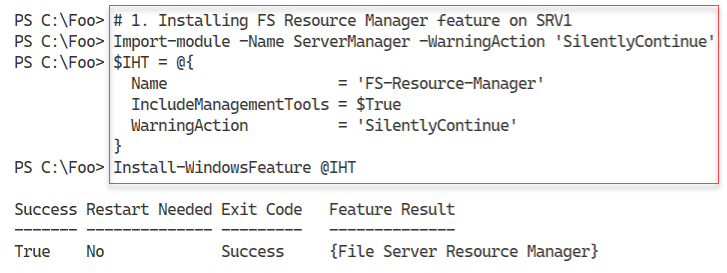 PS C:\Foo> # 1. Installing FS Resource Manager feature on SRV1
PS C:\Foo> Import-module -Name ServerManager -WarningAction 'SilentlyContinue'
PS C:\Foo> $IHT = @{
  Name                   = 'FS-Resource-Manager'
  IncludeManagementTools = $True
  WarningAction          = 'SilentlyContinue'
}
PS C:\Foo> Install-WindowsFeature @IHT
Success Restart Needed Exit Code   Feature Result
------- -------------- ---------   --------------
True    No             Success     {File Server Resource Manager}